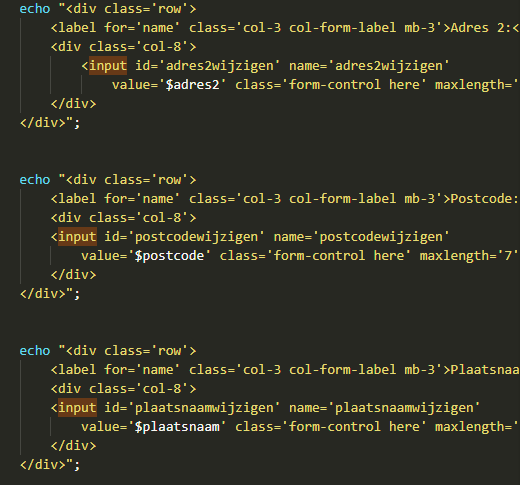 echo "<div class='row'>
<label for='name' class='col-3 col-form-label mb-3'>Adres 2:<
<div class='col-8'>
<input id='adres2wijzigen' name='adres2wijzigen'
value='$adres2' class='form-control here' maxlength='
</div>
</div>";
echo "<div class='row'>
<label for='name' class='col-3 col-form-label mb-3'>Postcode:
<div class='col-8'>
<input id='postcodewijzigen' name='postcodewijzigen'
value='$postcode' class='form-control here' maxlength='7'
</div>
</div>";
echo "<div class='row'>
<label for='name' class='col-3 col-form-label mb-3'>Plaatsnaa
<div class='col-8'>
<input id='plaatsnaamwijzigen' name='plaatsnaamwijzigen'
value='$plaatsnaam' class='form-control here' maxlength='
</div>
</div>";